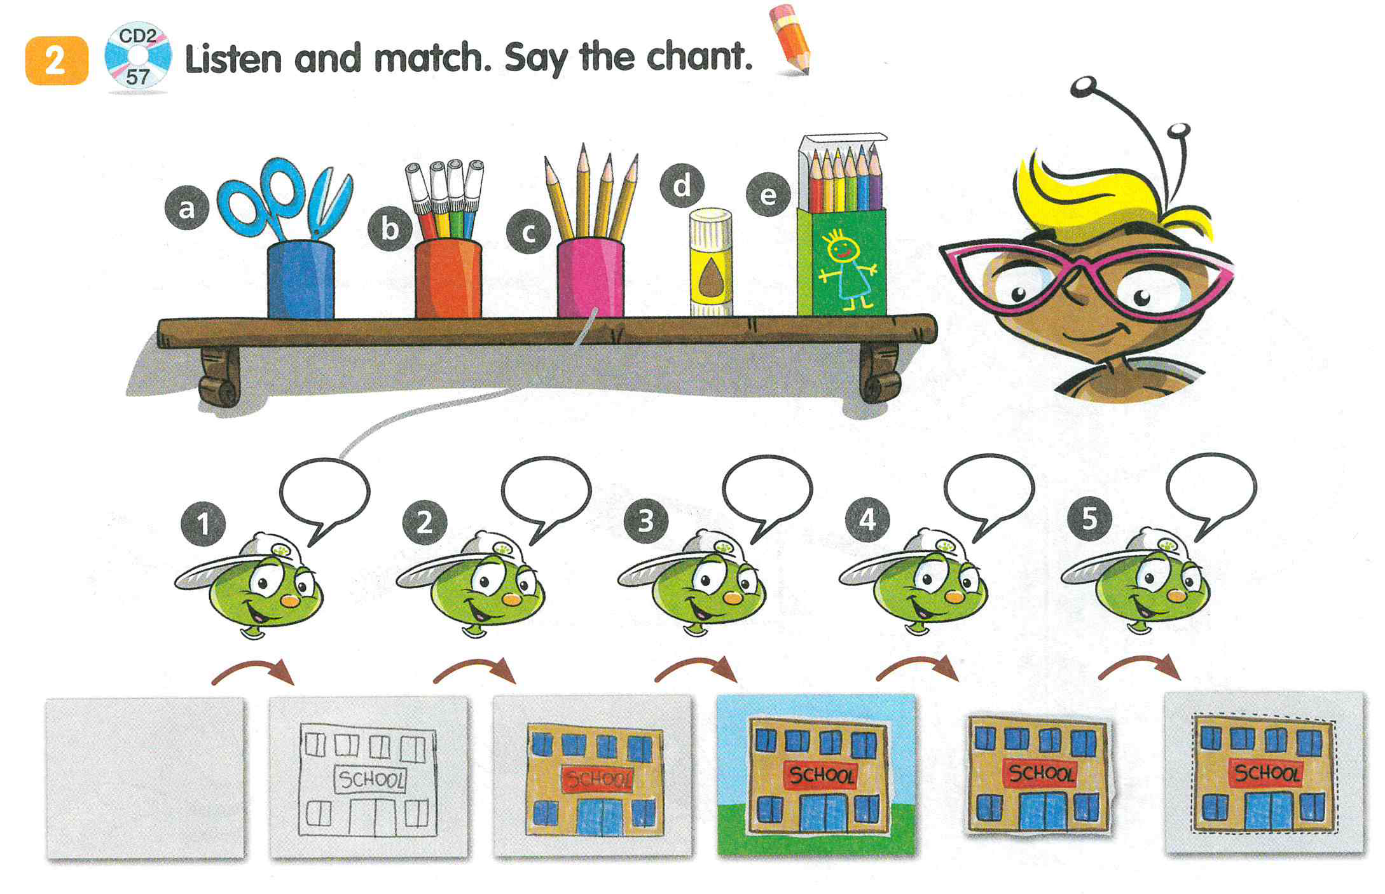 2 CD2 57 Listen and match. Say the chant.
a b c d e
1 2 3 4 5
SCHOOL SCHOOL SCHOOL SCHOOL SCHOOL